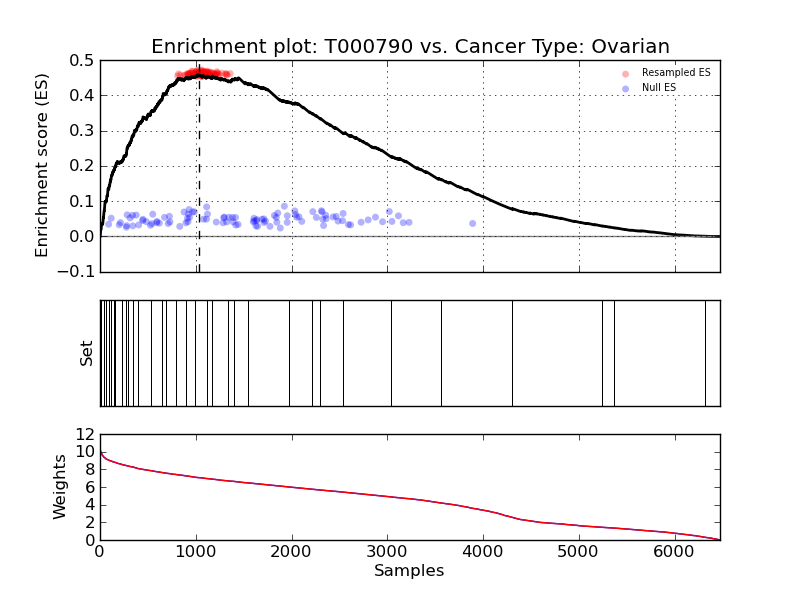 Enrichment plot: T000790 vs. Cancer Type: Ovarian
0.5
0.4
0.3
0.2
0.1
0.0
−0.1
Enrichment score (ES)
Resampled ES
Null ES
Set
12
10
8
6
4
2
0
Weights
0 1000 2000 3000 4000 5000 6000
Samples